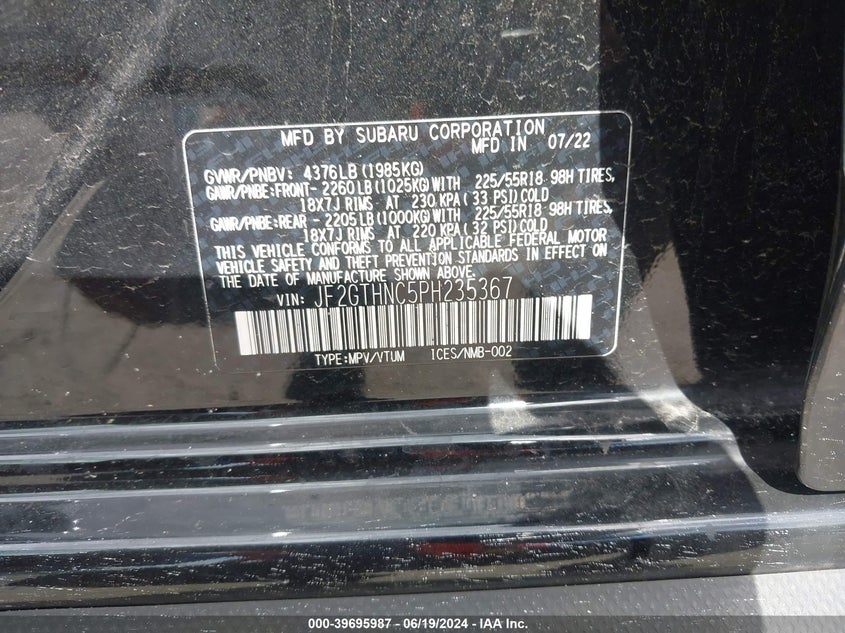 MFD BY SUBARU CORPORATION
MFD IN 07/22
GVWR/PNBV: 4376LB(1985KG)
GAWR/PNBE:FRONT- 2260LB(1025KG)WITH 225/55R18 98H TIRES,
18X7J RIMS AT 230 KPA( 33 PSI)COLD
GAWR/PNBE:REAR - 2205LB(1000KG)WITH 225/55R18 98H TIRES,
18X7J RIMS AT 220 KPA( 32 PSI)COLD
THIS VEHICLE CONFORMS TO ALL APPLICABLE FEDERAL MOTOR
VEHICLE SAFETY AND THEFT PREVENTION STANDARDS IN EFFECT ON
THE DATE OF MANUFACTURE SHOWN ABOVE.
VIN: JF2GTHNC5PH235367
TYPE:MPV/VTUM ICES/NMB-002
000-39695987 - 06/19/2024 - IAA, Inc.